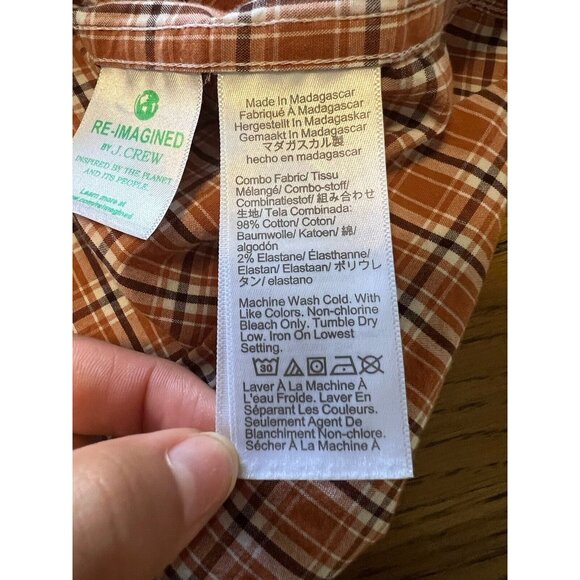 RE-IMAGINED
BY J.CREW
INSPIRED BY THE PLANET
AND ITS PEOPLE.
Learn more at
Made In Madagascar
Fabriqué À Madagascar
Hergestellt In Madagaskar
Gemaakt In Madagascar
マダガスカル製
hecho en madagascar
Combo Fabric/ Tissu
Mélangé/ Combo-stoff/
Combinatiestof/ 組み合わせ
生地/ Tela Combinada:
98% Cotton/ Coton/
Baumwolle/ Katoen/ 綿/
algodón
2% Elastane/ Élasthanne/
Elastan/ Elastaan/ ポリウレ
タン/ elastano
Machine Wash Cold. With
Like Colors. Non-chlorine
Bleach Only. Tumble Dry
Low. Iron On Lowest
Setting.
30
Laver À La Machine À
L'eau Froide. Laver En
Séparant Les Couleurs.
Seulement Agent De
Blanchiment Non-chlore.
Sécher À La Machine À